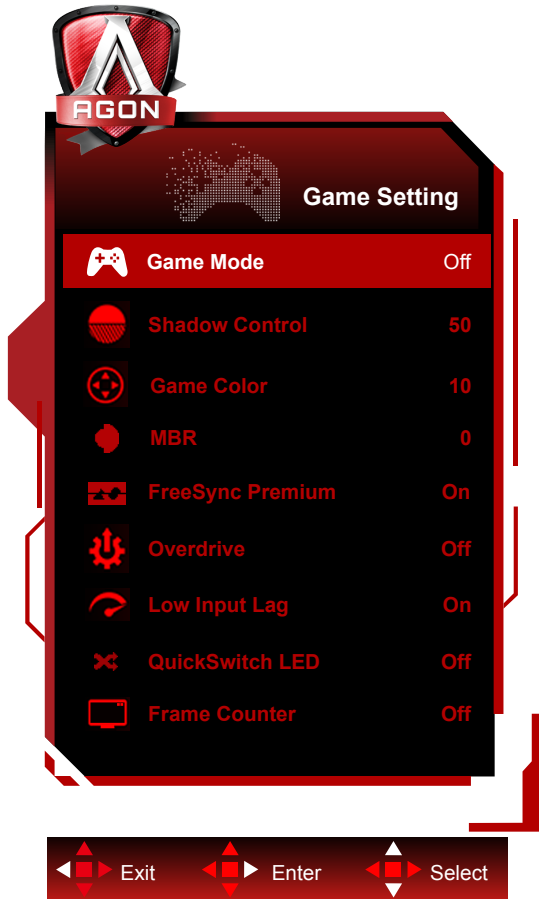 AGON
Game Setting
Game Mode Off
Shadow Control 50
Game Color 10
MBR 0
FreeSync Premium On
Overdrive Off
Low Input Lag On
QuickSwitch LED Off
Frame Counter Off
Exit Enter Select